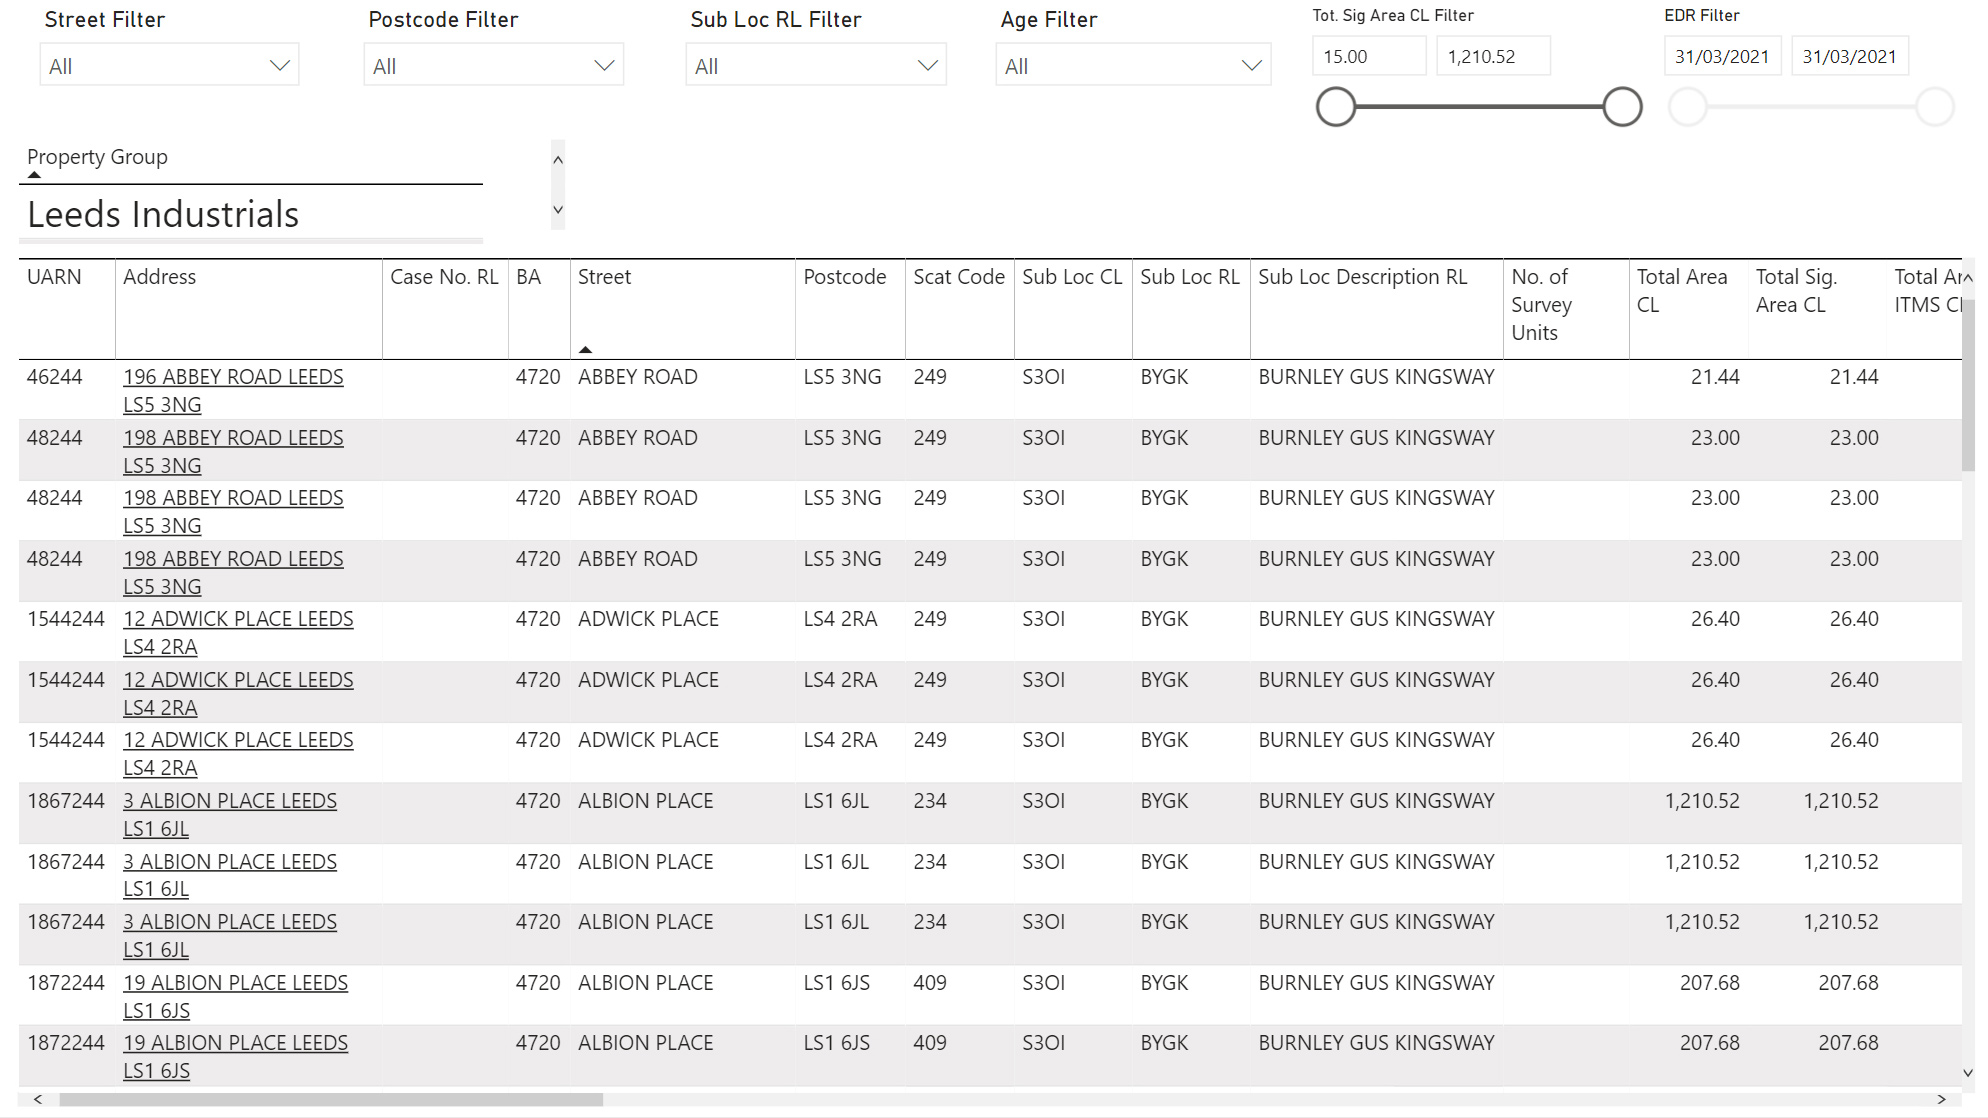 Street Filter Postcode Filter Sub Loc RL Filter Age Filter Tot. Sig Area CL Filter EDR Filter
All All All All 15.00 1,210.52 31/03/2021 31/03/2021
Property Group
Leeds Industrials
UARN Address Case No. RL BA Street Postcode Scat Code Sub Loc CL Sub Loc RL Sub Loc Description RL No. of Total Area Total Sig. Total
Survey CL Area CL ITMS
Units
46244 196 ABBEY ROAD LEEDS 4720 ABBEY ROAD LS5 3NG 249 S3OI BYGK BURNLEY GUS KINGSWAY 21.44 21.44
LS5 3NG
48244 198 ABBEY ROAD LEEDS 4720 ABBEY ROAD LS5 3NG 249 S3OI BYGK BURNLEY GUS KINGSWAY 23.00 23.00
LS5 3NG
48244 198 ABBEY ROAD LEEDS 4720 ABBEY ROAD LS5 3NG 249 S3OI BYGK BURNLEY GUS KINGSWAY 23.00 23.00
LS5 3NG
48244 198 ABBEY ROAD LEEDS 4720 ABBEY ROAD LS5 3NG 249 S3OI BYGK BURNLEY GUS KINGSWAY 23.00 23.00
LS5 3NG
1544244 12 ADWICK PLACE LEEDS 4720 ADWICK PLACE LS4 2RA 249 S3OI BYGK BURNLEY GUS KINGSWAY 26.40 26.40
LS4 2RA
1544244 12 ADWICK PLACE LEEDS 4720 ADWICK PLACE LS4 2RA 249 S3OI BYGK BURNLEY GUS KINGSWAY 26.40 26.40
LS4 2RA
1544244 12 ADWICK PLACE LEEDS 4720 ADWICK PLACE LS4 2RA 249 S3OI BYGK BURNLEY GUS KINGSWAY 26.40 26.40
LS4 2RA
1867244 3 ALBION PLACE LEEDS 4720 ALBION PLACE LS1 6JL 234 S3OI BYGK BURNLEY GUS KINGSWAY 1,210.52 1,210.52
LS1 6JL
1867244 3 ALBION PLACE LEEDS 4720 ALBION PLACE LS1 6JL 234 S3OI BYGK BURNLEY GUS KINGSWAY 1,210.52 1,210.52
LS1 6JL
1867244 3 ALBION PLACE LEEDS 4720 ALBION PLACE LS1 6JL 234 S3OI BYGK BURNLEY GUS KINGSWAY 1,210.52 1,210.52
LS1 6JL
1872244 19 ALBION PLACE LEEDS 4720 ALBION PLACE LS1 6JS 409 S3OI BYGK BURNLEY GUS KINGSWAY 207.68 207.68
LS1 6JS
1872244 19 ALBION PLACE LEEDS 4720 ALBION PLACE LS1 6JS 409 S3OI BYGK BURNLEY GUS KINGSWAY 207.68 207.68
LS1 6JS